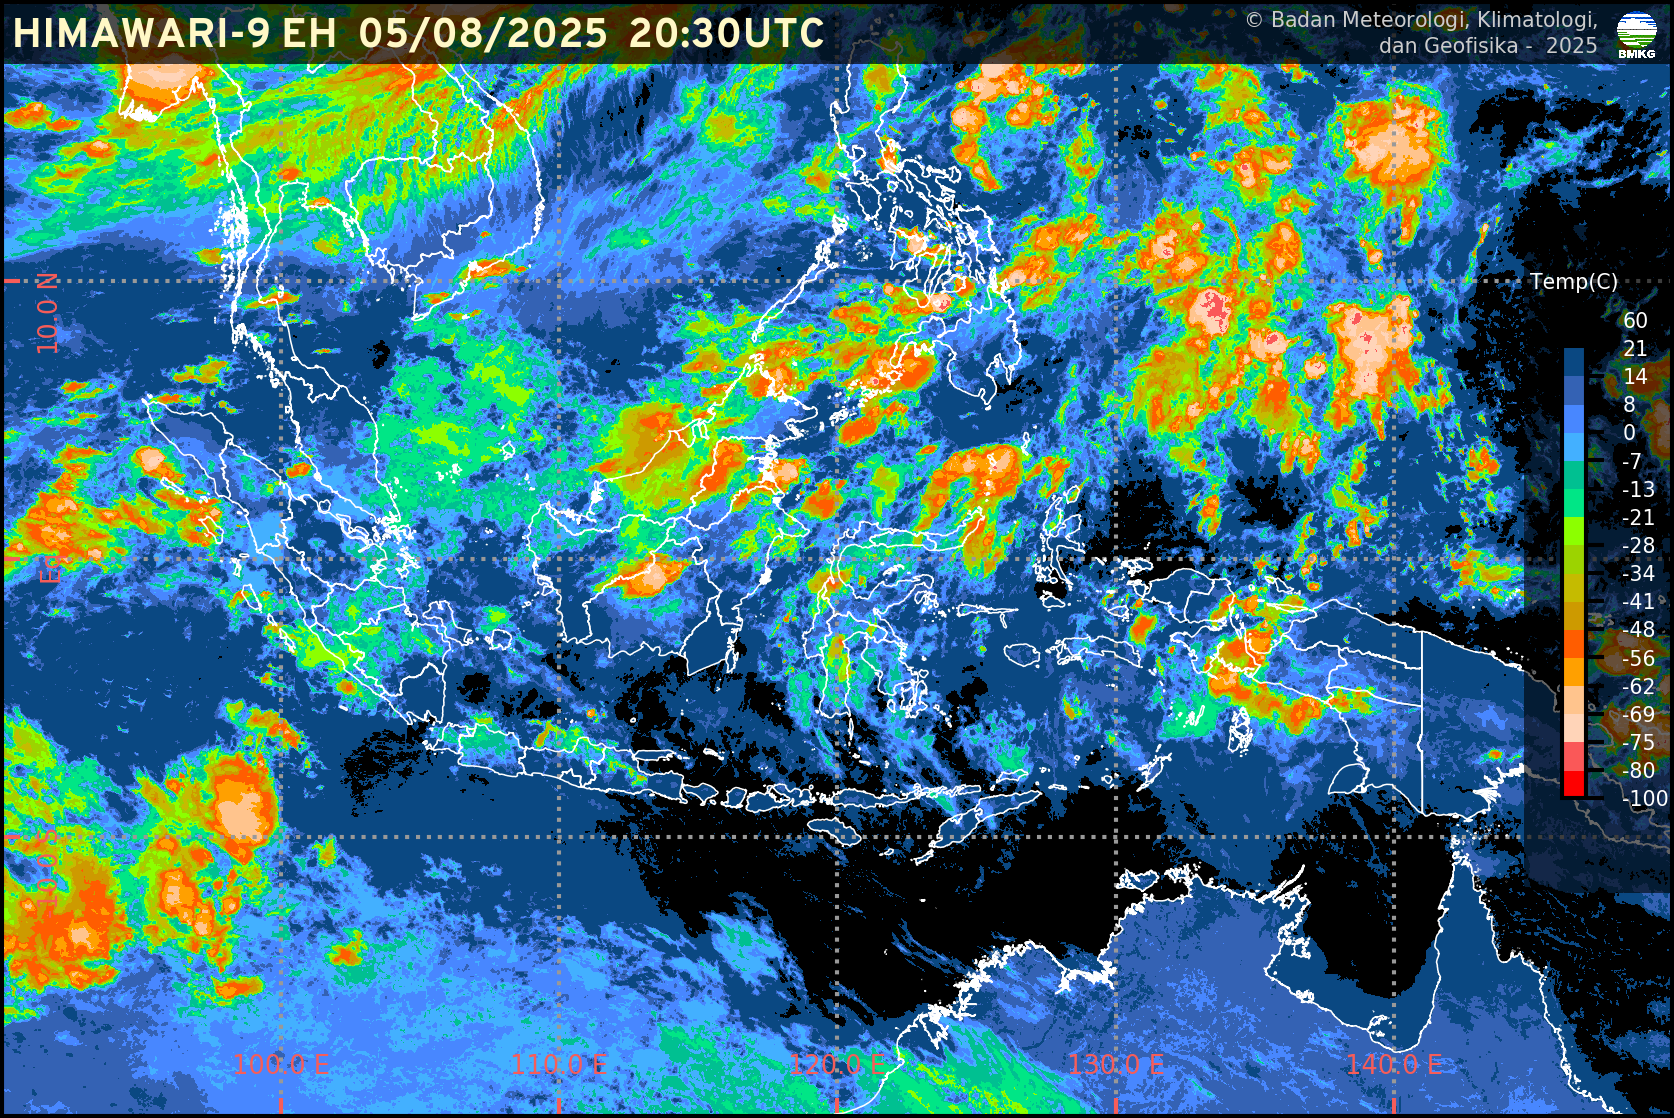 HIMAWARI-9 EH 05/08/2025 20:30UTC
© Badan Meteorologi, Klimatologi,
dan Geofisika - 2025
BMKG
10.0 N
Temp(C)
60
21
14
8
0
-7
-13
-21
-28
-34
-41
-48
-56
-62
-69
-75
-80
-100
100.0 E
110.0 E
120.0 E
130.0 E
140.0 E